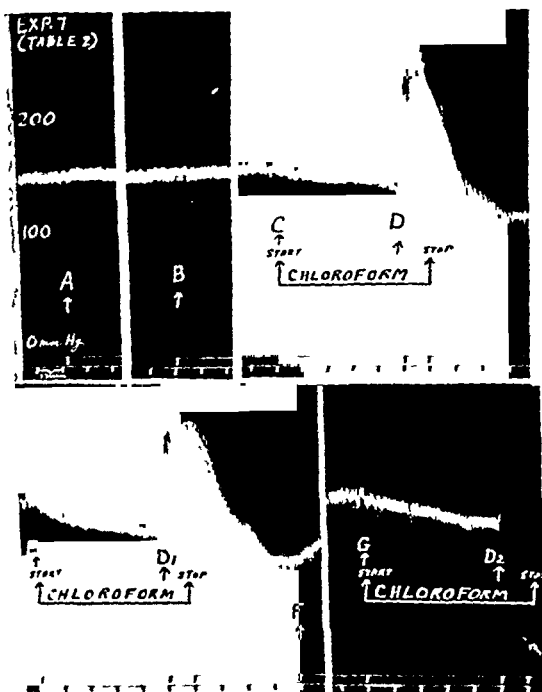 EXP. 7
(TABLE 2)
200
100
0 mm. Hg.
A
B
C
D
START
STOP
CHLOROFORM
D1
START
STOP
CHLOROFORM
F
G
D2
START
CHLOROFORM